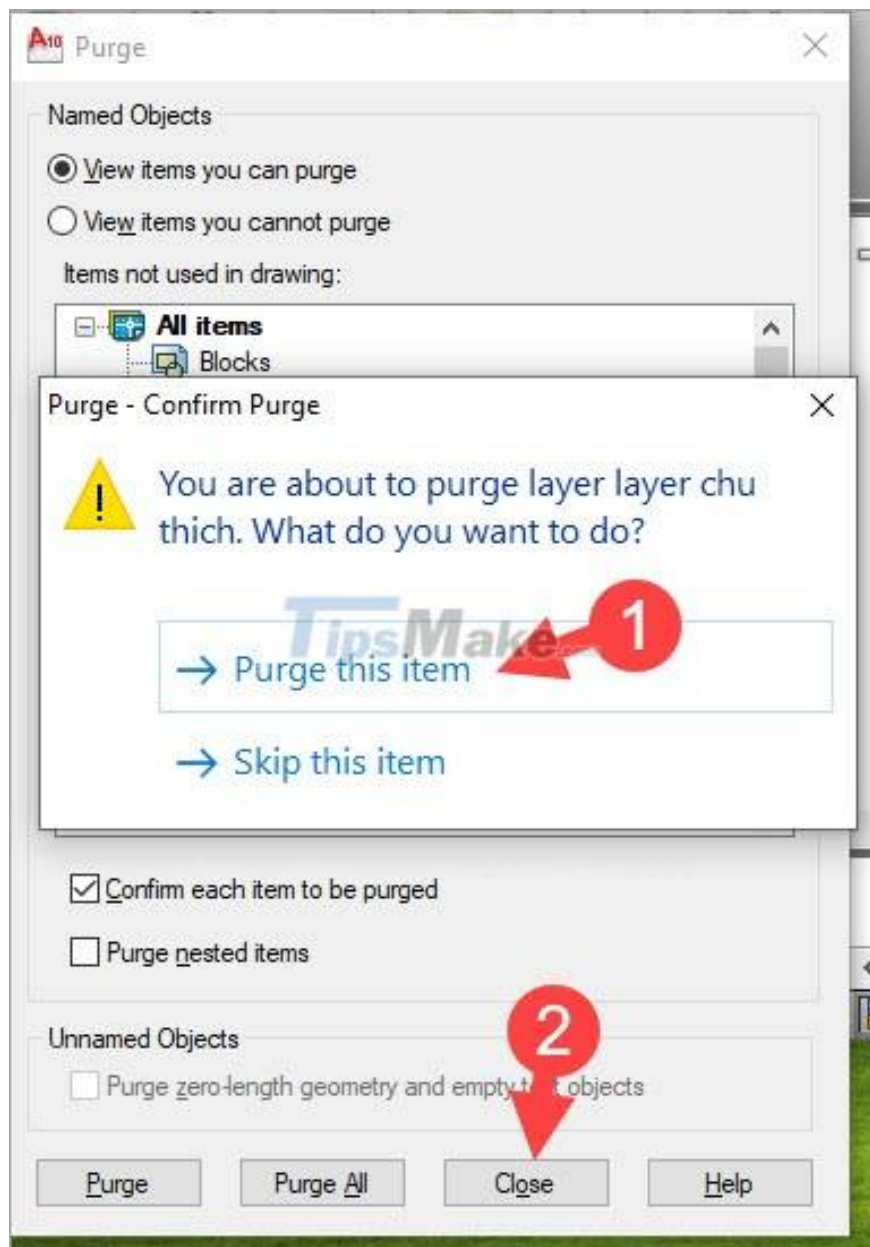 A10 Purge
Named Objects
View items you can purge
View items you cannot purge
Items not used in drawing:
All items
Blocks
Purge - Confirm Purge
You are about to purge layer layer chu
thich. What do you want to do?
TipsMake.com
1
→ Purge this item
→ Skip this item
Confirm each item to be purged
Purge nested items
2
Unnamed Objects
Purge zero-length geometry and empty text objects
Purge Purge All Close Help